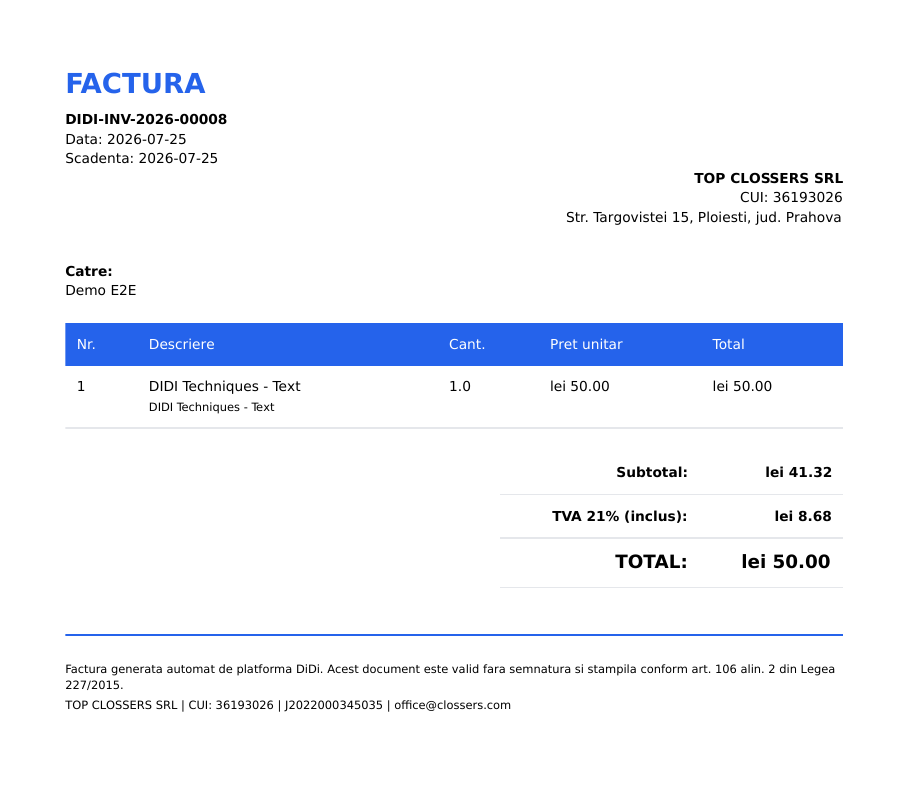 FACTURA
DIDI-INV-2026-00008
Data: 2026-07-25
Scadenta: 2026-07-25
TOP CLOSSERS SRL
CUI: 36193026
Str. Targovistei 15, Ploiesti, jud. Prahova
Catre:
Demo E2E
Nr. Descriere Cant. Pret unitar Total
1 DIDI Techniques - Text 1.0 lei 50.00 lei 50.00
DIDI Techniques - Text
Subtotal: lei 41.32
TVA 21% (inclus): lei 8.68
TOTAL: lei 50.00
Factura generata automat de platforma DiDi. Acest document este valid fara semnatura si stampila conform art. 106 alin. 2 din Legea
227/2015.
TOP CLOSSERS SRL | CUI: 36193026 | J2022000345035 | office@clossers.com